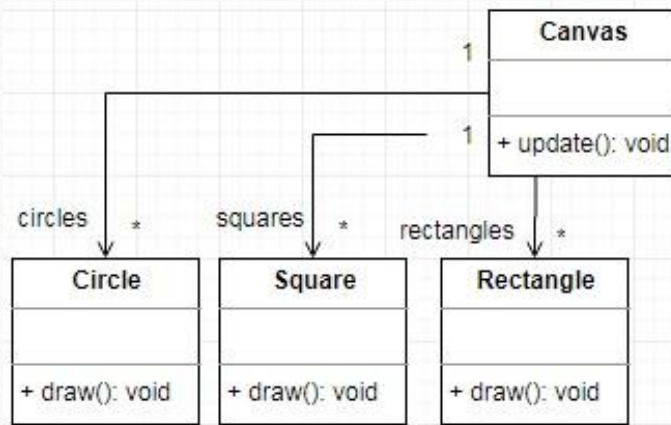 Canvas
1
1
+ update(): void
circles
*
squares
*
rectangles
*
Circle
Square
Rectangle
+ draw(): void
+ draw(): void
+ draw(): void